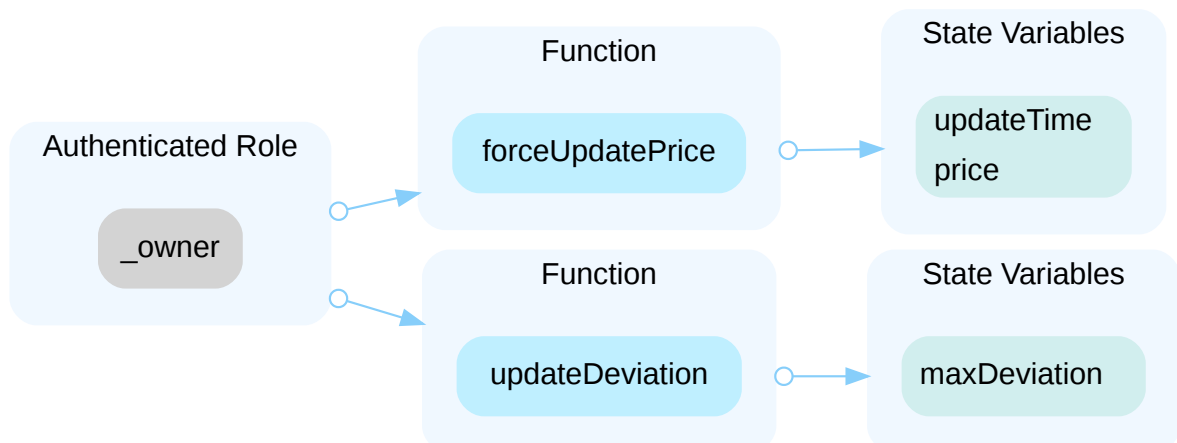 Authenticated Role
_owner
Function
forceUpdatePrice
State Variables
updateTime
price
Function
updateDeviation
State Variables
maxDeviation